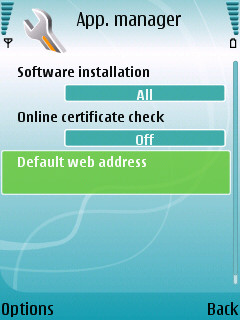 App. manager
Software installation
All
Online certificate check
Off
Default web address
Options
Back